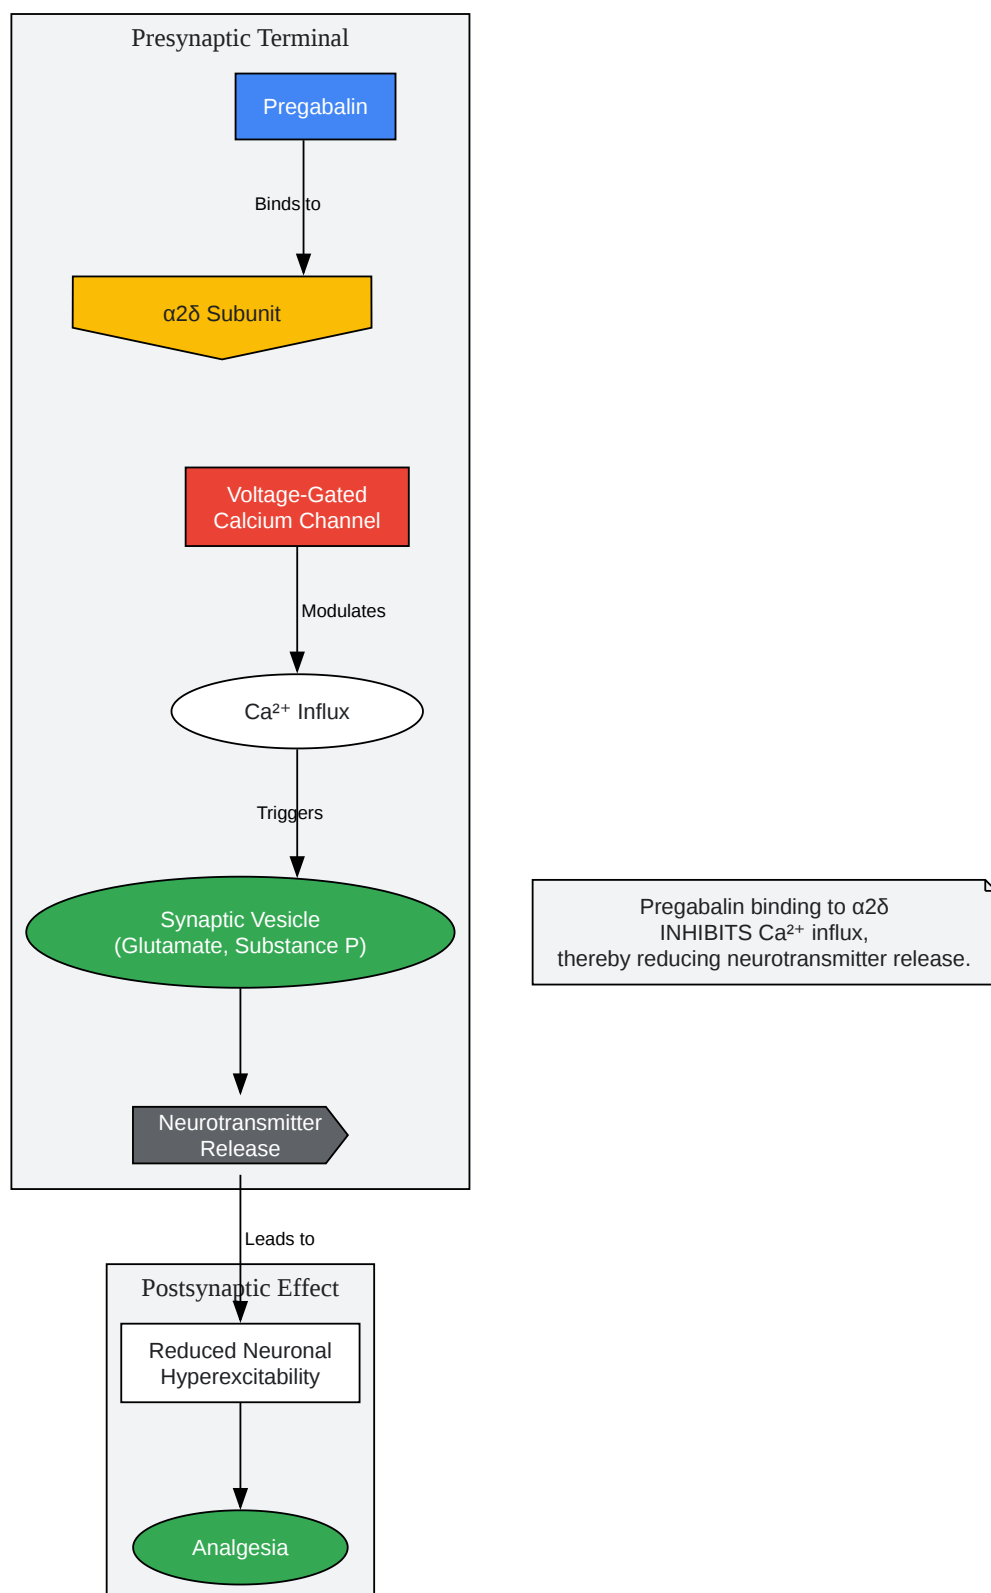 Presynaptic Terminal
Pregabalin
Binds to
α2δ Subunit
Voltage-Gated
Calcium Channel
Modulates
Ca²⁺ Influx
Triggers
Synaptic Vesicle
(Glutamate, Substance P)
Pregabalin binding to α2δ
INHIBITS Ca²⁺ influx,
thereby reducing neurotransmitter release.
Neurotransmitter
Release
Leads to
Postsynaptic Effect
Reduced Neuronal
Hyperexcitability
Analgesia